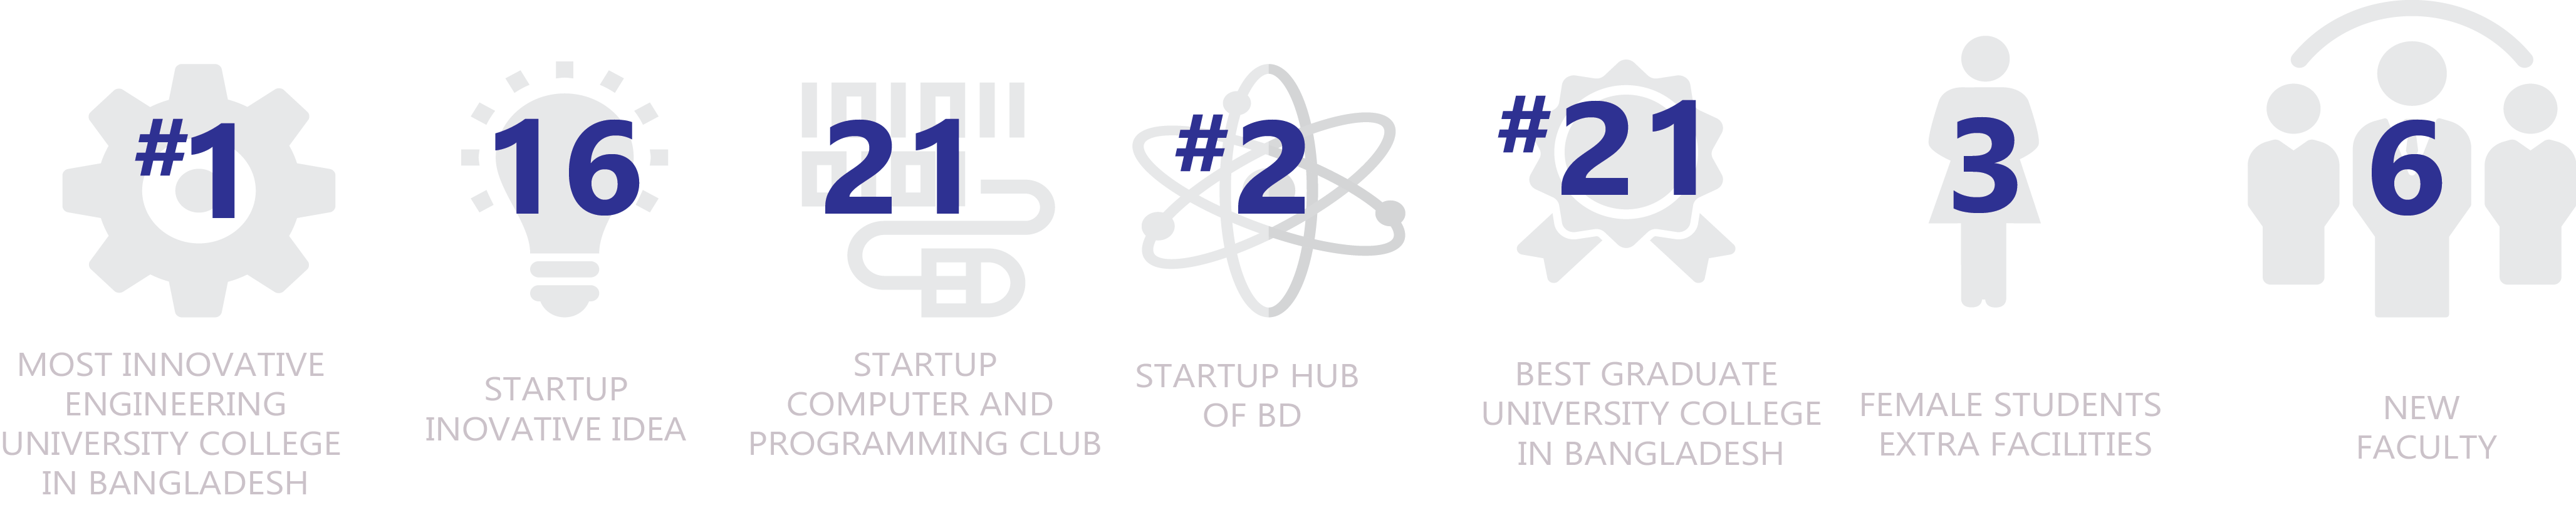 #1
MOST INNOVATIVE
ENGINEERING
UNIVERSITY COLLEGE
IN BANGLADESH
16
STARTUP
INOVATIVE IDEA
21
STARTUP
COMPUTER AND
PROGRAMMING CLUB
#2
STARTUP HUB
OF BD
#21
BEST GRADUATE
UNIVERSITY COLLEGE
IN BANGLADESH
3
FEMALE STUDENTS
EXTRA FACILITIES
6
NEW
FACULTY